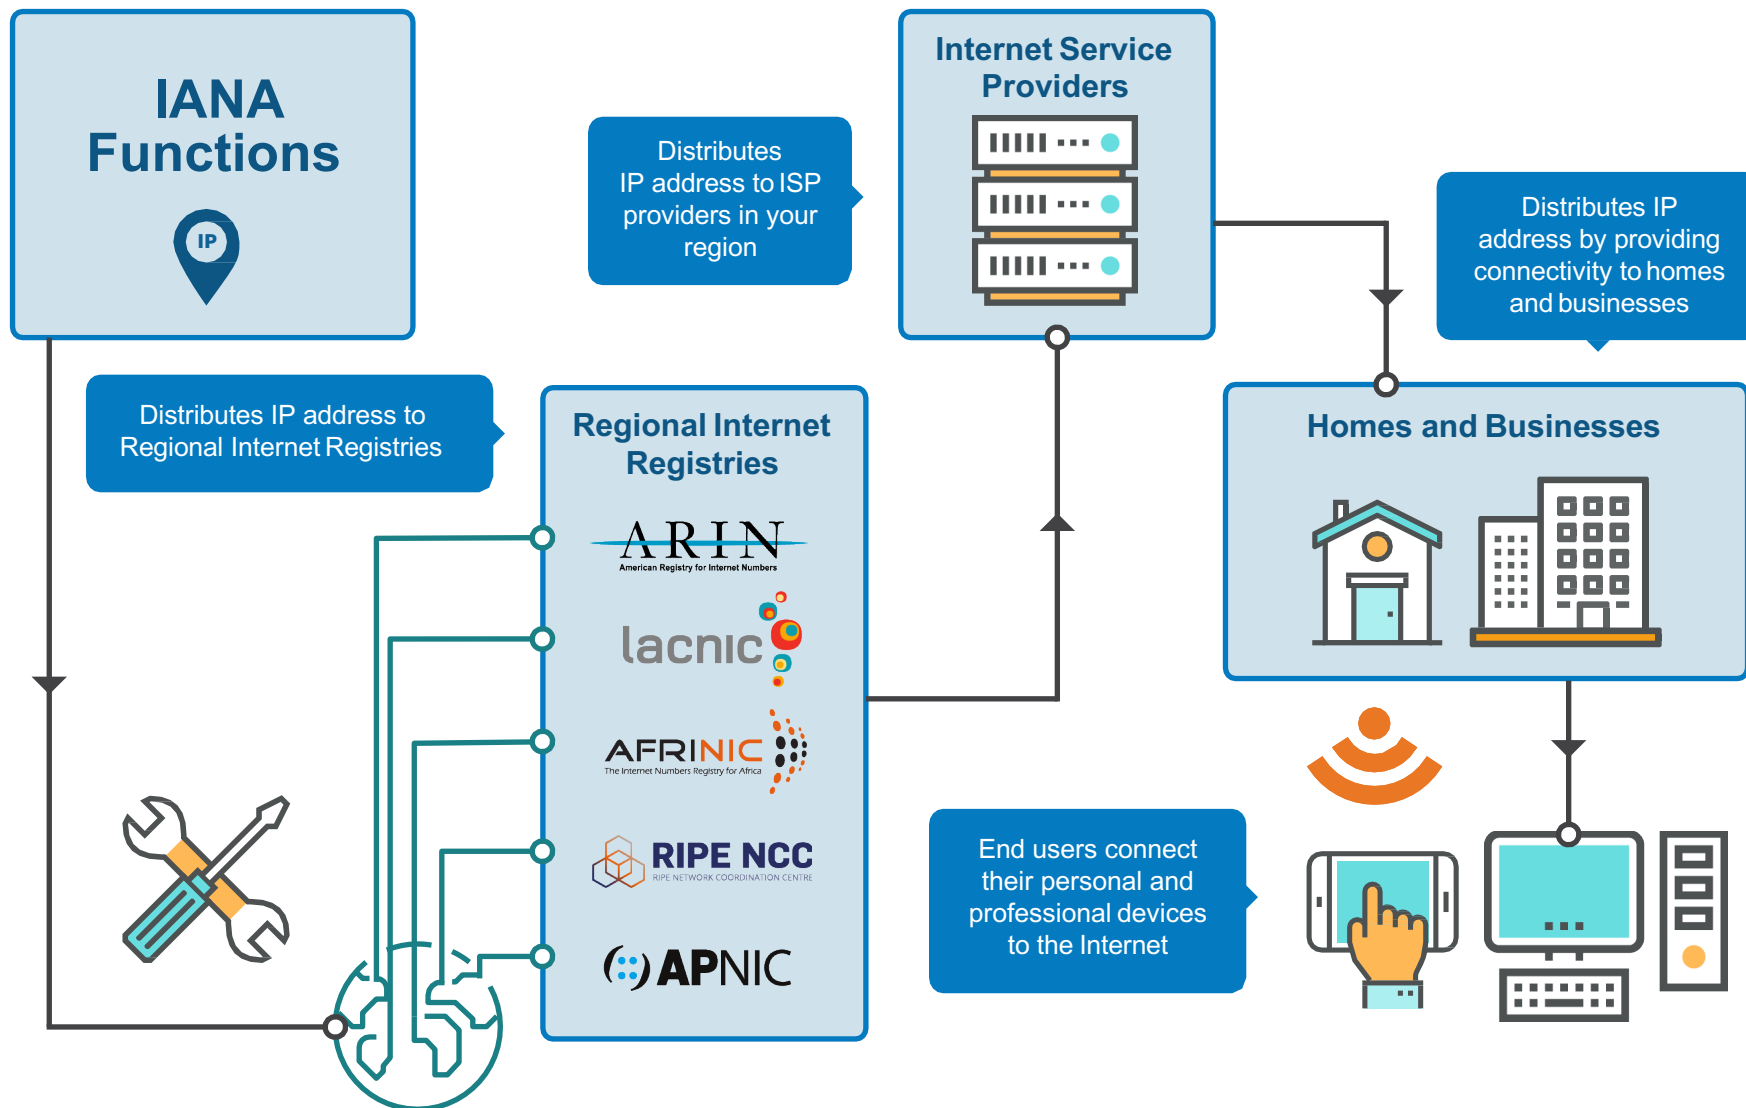 IANA
Functions
IP
Distributes IP address to
Regional Internet Registries
Regional Internet
Registries
ARIN
American Registry for Internet Numbers
lacnic
AFRINIC
The Internet Numbers Registry for Africa
RIPE NCC
RIPE NETWORK COORDINATION CENTRE
APNIC
Distributes
IP address to ISP
providers in your
region
Internet Service
Providers
Distributes IP
address by providing
connectivity to homes
and businesses
Homes and Businesses
End users connect
their personal and
professional devices
to the Internet